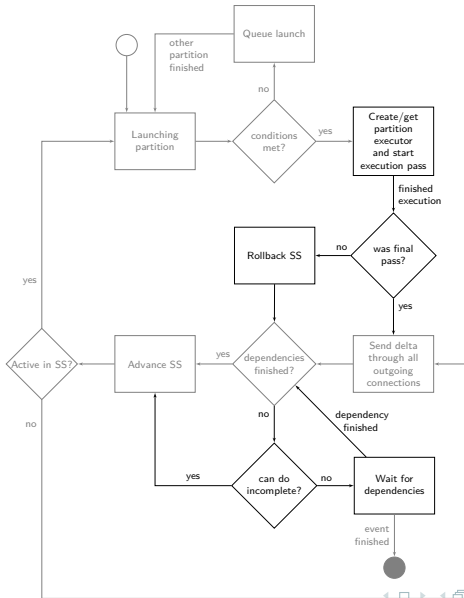 Queue launch
other
partition
finished
no
Launching
partition
conditions
met?
yes
Create/get
partition
executor
and start
execution pass
finished
execution
Rollback SS
no
was final
pass?
yes
yes
Active in SS?
Advance SS
yes
dependencies
finished?
Send delta
through all
outgoing
connections
no
no
dependency
finished
yes
can do
incomplete?
no
Wait for
dependencies
event
finished